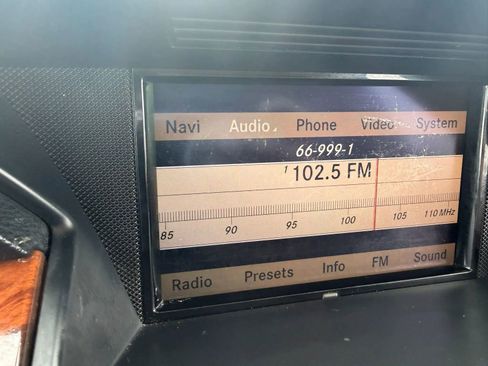 Navi Audio Phone Video System
66-999-1
1 102.5 FM
85 90 95 100 105 110 MHz
Radio Presets Info FM Sound